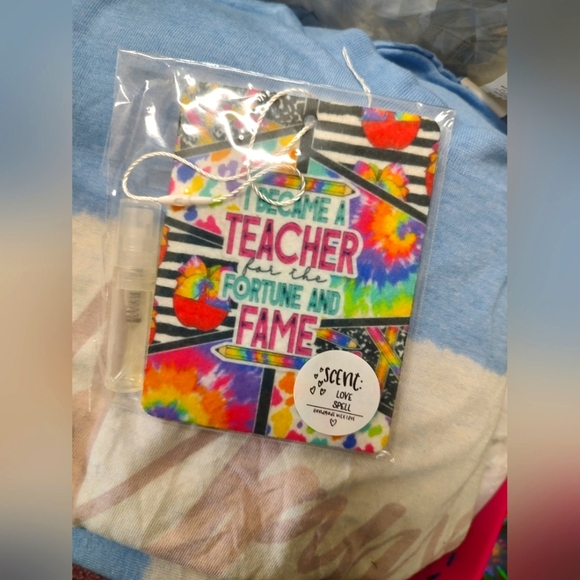 I BECAME A
TEACHER
for the
FORTUNE AND
FAME
SCENT:
LOVE
SPELL